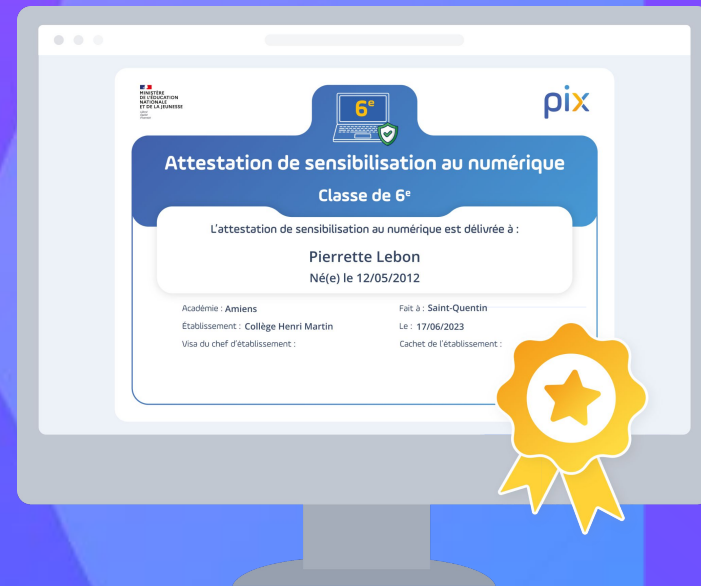 MINISTÈRE
DE L'ÉDUCATION
NATIONALE
ET DE LA JEUNESSE
6e
pix
Attestation de sensibilisation au numérique
Classe de 6e
L'attestation de sensibilisation au numérique est délivrée à :
Pierrette Lebon
Né(e) le 12/05/2012
Académie : Amiens
Fait à : Saint-Quentin
Établissement : Collège Henri Martin
Le : 17/06/2023
Visa du chef d'établissement :
Cachet de l'établissement :